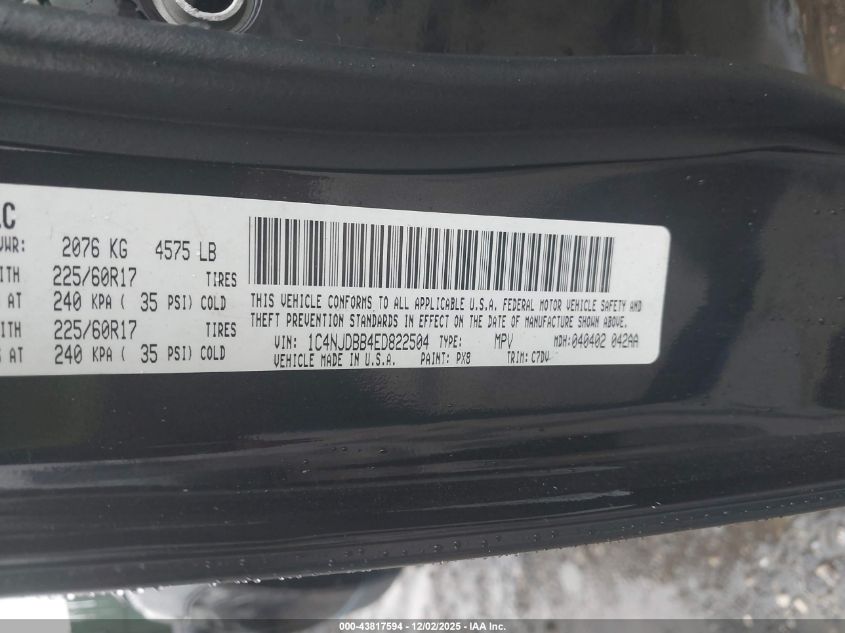 LC
VWR: 2076 KG 4575 LB
ITH 225/60R17 TIRES
S AT 240 KPA ( 35 PSI) COLD
ITH 225/60R17 TIRES
S AT 240 KPA ( 35 PSI) COLD
THIS VEHICLE CONFORMS TO ALL APPLICABLE U.S.A. FEDERAL MOTOR VEHICLE SAFETY AND
THEFT PREVENTION STANDARDS IN EFFECT ON THE DATE OF MANUFACTURE SHOWN ABOVE.
VIN: 1C4NJDBB4ED822504 TYPE: MPV MDH:040402 042AA
VEHICLE MADE IN U.S.A. PAINT: PX8 TRIM: C7DV
000-43817594 - 12/02/2025 - IAA Inc.